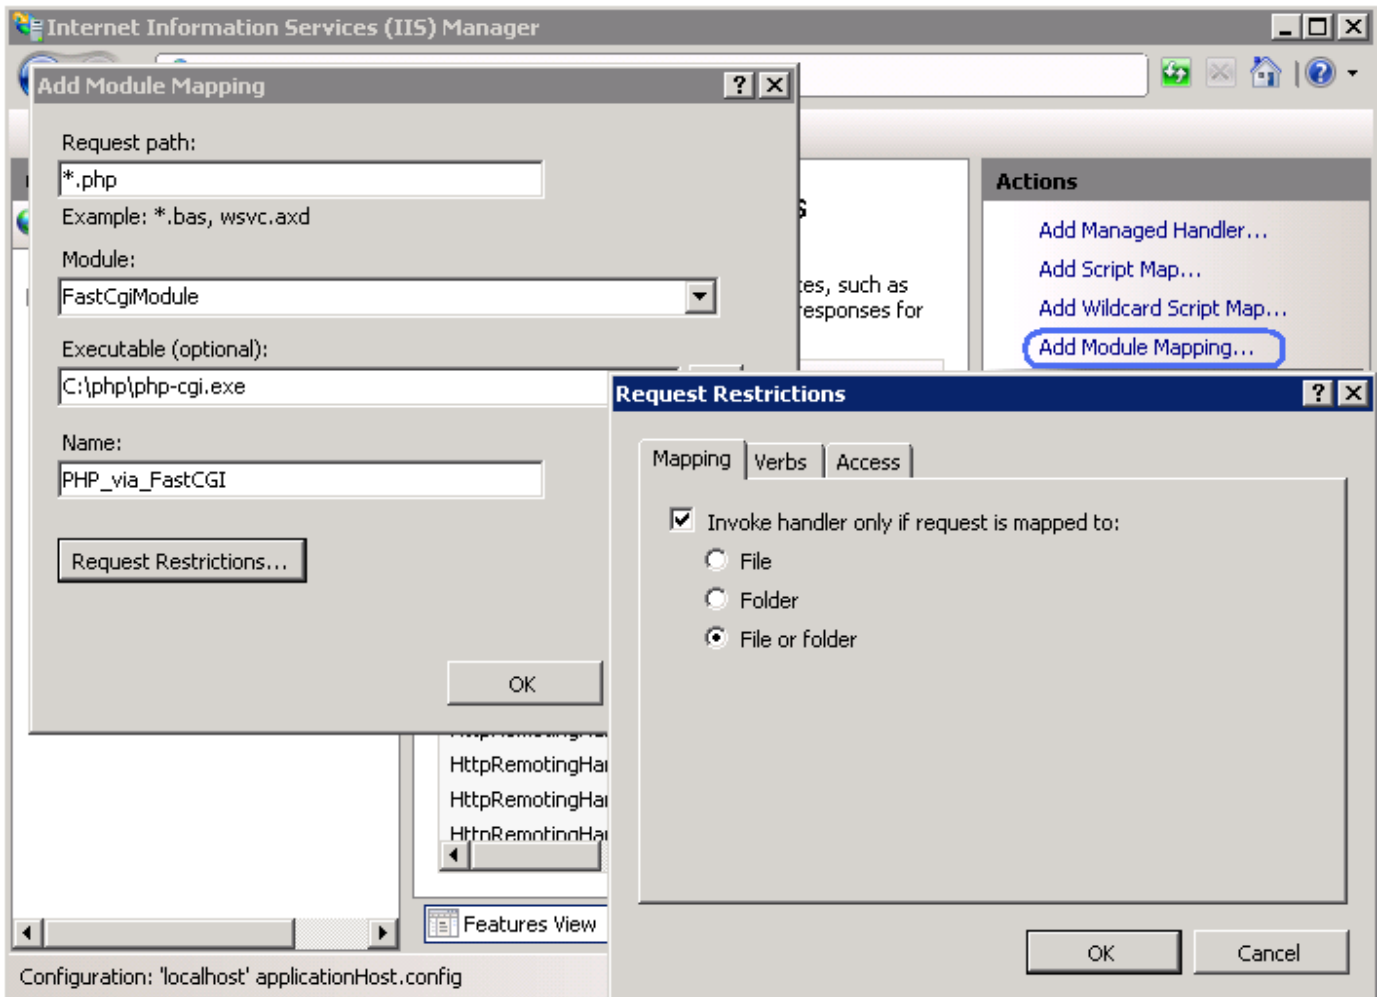 Internet Information Services (IIS) Manager
Add Module Mapping
Request path:
*.php
Example: *.bas, wsvc.axd
Module:
FastCgiModule
Executable (optional):
C:\php\php-cgi.exe
Name:
PHP_via_FastCGI
Request Restrictions...
OK
such as
responses for
Actions
Add Managed Handler...
Add Script Map...
Add Wildcard Script Map...
Add Module Mapping...
Request Restrictions
Mapping
Verbs
Access
Invoke handler only if request is mapped to:
File
Folder
File or folder
OK
Cancel
HttpRemotingHa
HttpRemotingHa
HttpRemotingHa
Features View
Configuration: 'localhost' applicationHost.config